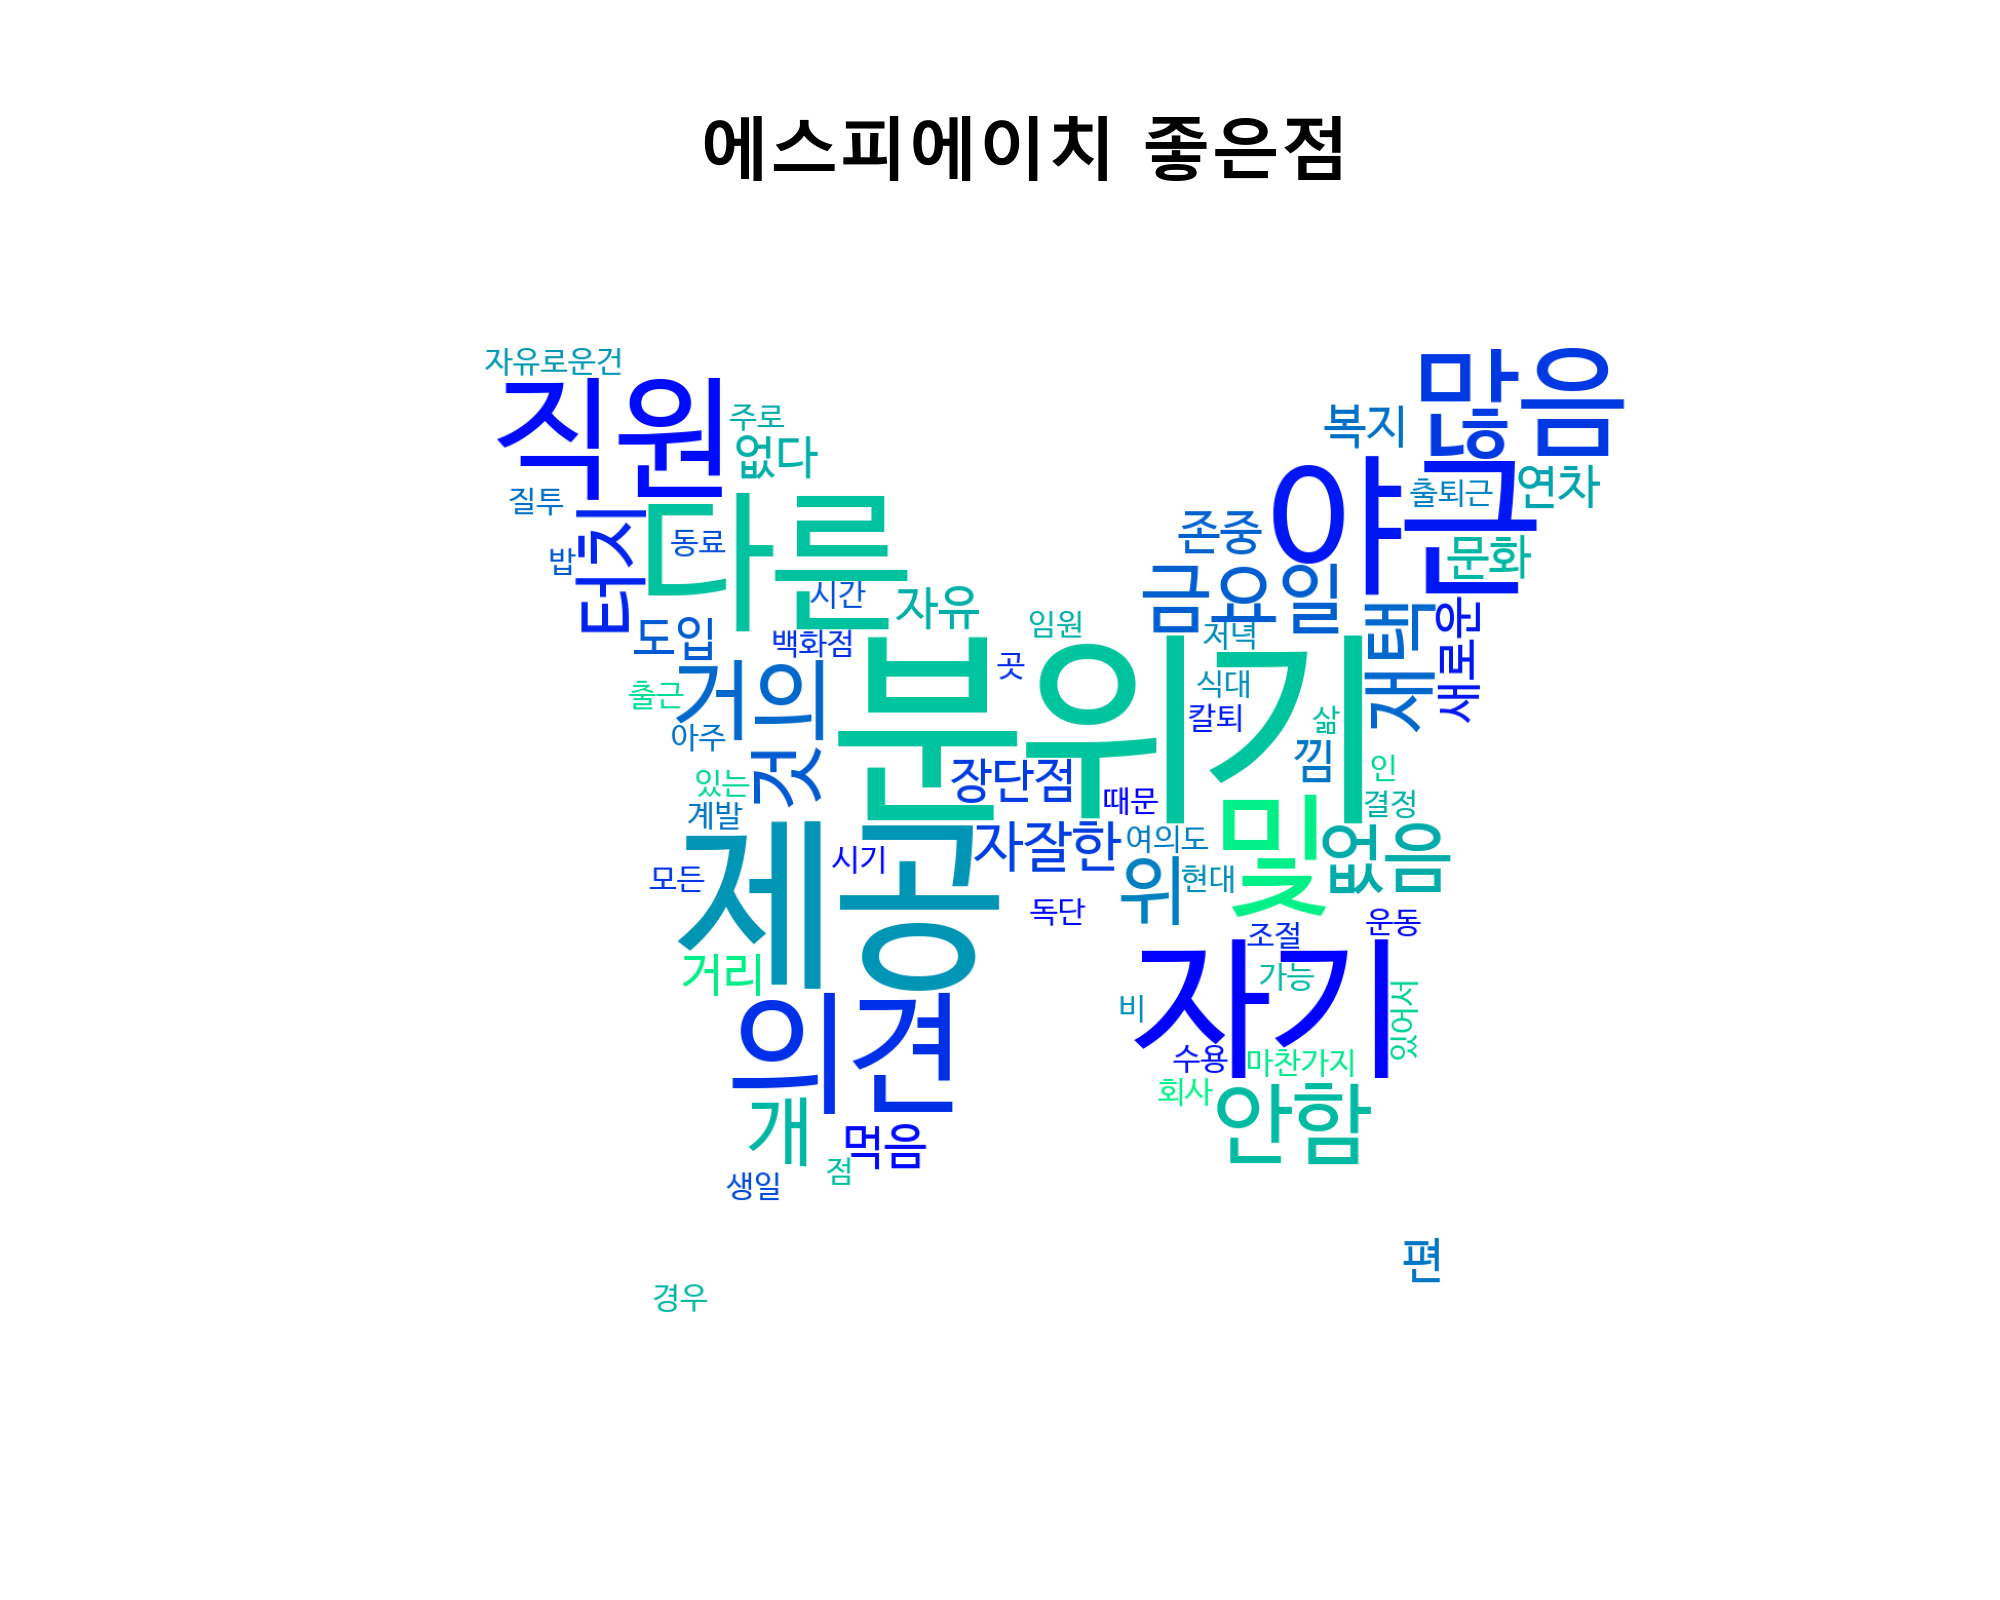 에스피에이치 좋은점
자유로운건
직원
주로
없다
많음
복지
야근
출퇴근
연차
질투
터치
다른
동료
밥
시간
자유
존중
문화
금요일
도입
백화점
임원
저녁
재택
새로운
거의
분위기
곳
식대
칼퇴
삶
출근
아주
것
낌
인
있는
계발
장단점
때문
결정
제공
시기
자잘한
여의도
및
없음
모든
위
현대
독단
운동
조절
거리
자기
가능
있어서
의견
비
수용
마찬가지
회사
안함
개
먹음
점
생일
편
경우